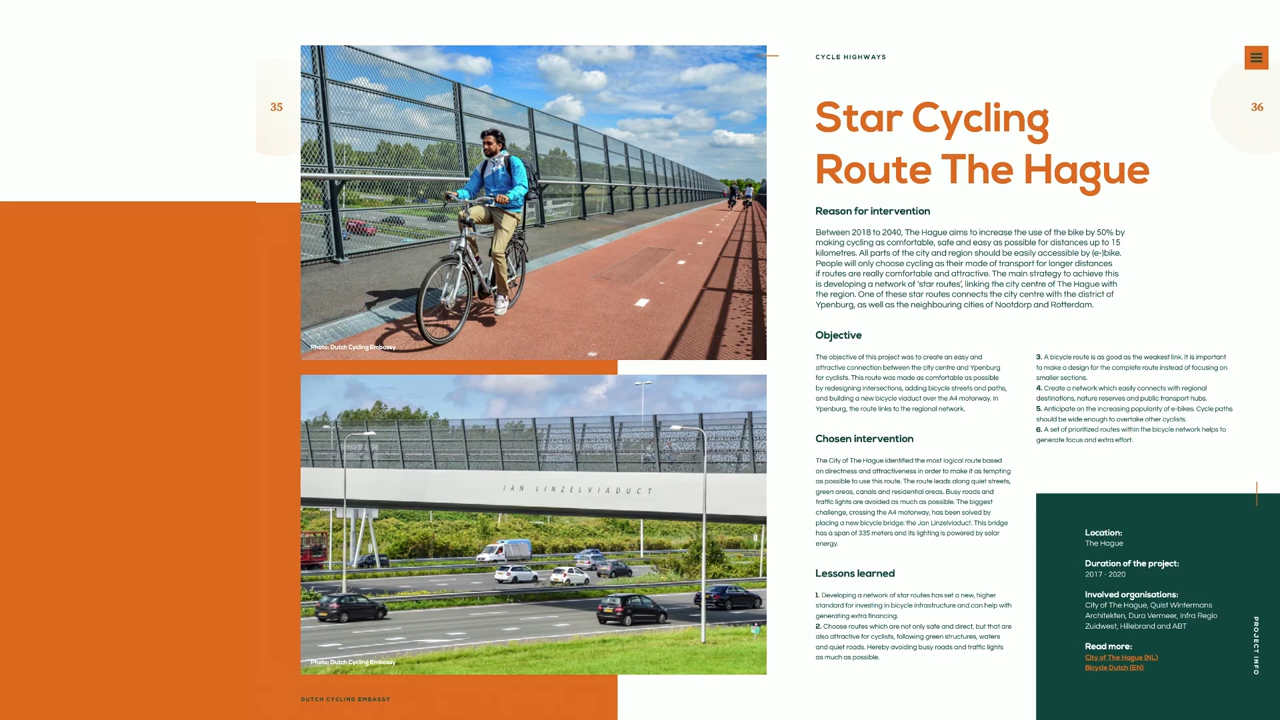 35
Photo: Dutch Cycling Embassy
JAN LINZELVIADUCT
Photo: Dutch Cycling Embassy
DUTCH CYCLING EMBASSY
CYCLE HIGHWAYS
36
Star Cycling
Route The Hague
Reason for intervention
Between 2018 to 2040, The Hague aims to increase the use of the bike by 50% by
making cycling as comfortable, safe and easy as possible for distances up to 15
kilometres. All parts of the city and region should be easily accessible by (e-)bike.
People will only choose cycling as their mode of transport for longer distances
if routes are really comfortable and attractive. The main strategy to achieve this
is developing a network of 'star routes', linking the city centre of The Hague with
the region. One of these star routes connects the city centre with the district of
Ypenburg, as well as the neighbouring cities of Nootdorp and Rotterdam.
Objective
The objective of this project was to create an easy and
attractive connection between the city centre and Ypenburg
for cyclists. This route was made as comfortable as possible
by redesigning intersections, adding bicycle streets and paths,
and building a new bicycle viaduct over the A4 motorway. In
Ypenburg, the route links to the regional network.
Chosen intervention
The City of The Hague identified the most logical route based
on directness and attractiveness in order to make it as tempting
as possible to use this route. The route leads along quiet streets,
green areas, canals and residential areas. Busy roads and
traffic lights are avoided as much as possible. The biggest
challenge, crossing the A4 motorway, has been solved by
placing a new bicycle bridge: the Jan Linzelviaduct. This bridge
has a span of 335 meters and its lighting is powered by solar
energy.
Lessons learned
1. Developing a network of star routes has set a new, higher
standard for investing in bicycle infrastructure and can help with
generating extra financing.
2. Choose routes which are not only safe and direct, but that are
also attractive for cyclists, following green structures, waters
and quiet roads. Hereby avoiding busy roads and traffic lights
as much as possible.
3. A bicycle route is as good as the weakest link. It is important
to make a design for the complete route instead of focusing on
smaller sections.
4. Create a network which easily connects with regional
destinations, nature reserves and public transport hubs.
5. Anticipate on the increasing popularity of e-bikes. Cycle paths
should be wide enough to overtake other cyclists.
6. A set of prioritized routes within the bicycle network helps to
generate focus and extra effort.
Location:
The Hague
Duration of the project:
2017 - 2020
Involved organisations:
City of The Hague, Quist Wintermans
Architekten, Dura Vermeer, Infra Regio
Zuidwest, Hillebrand and ABT
Read more:
City of The Hague (NL)
Bicycle Dutch (EN)
PROJECT INFO